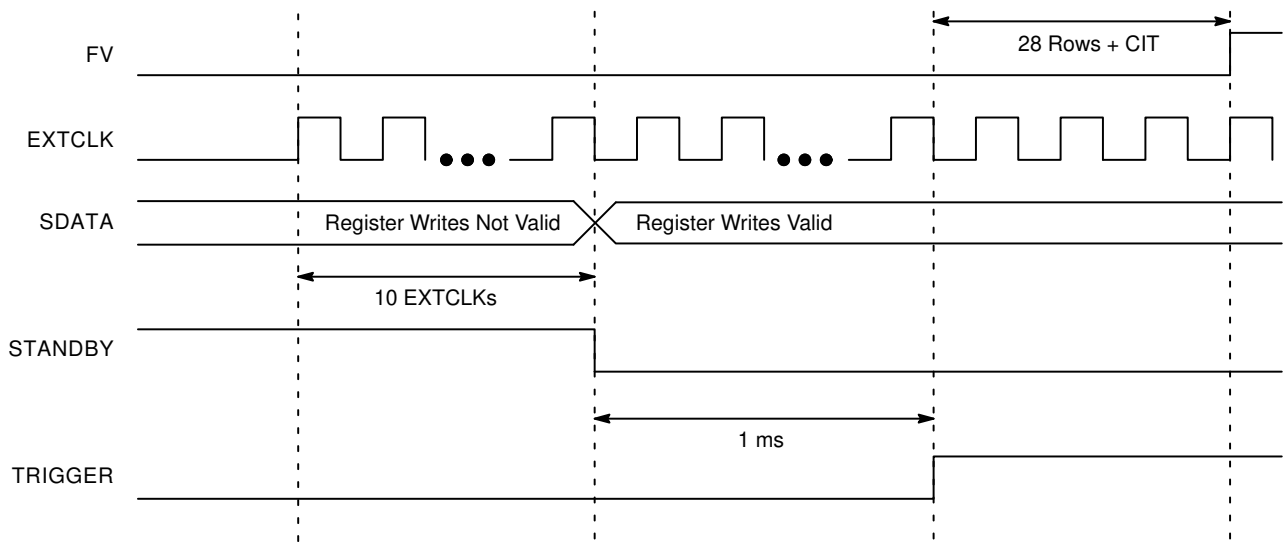 28 Rows + CIT
FV
EXTCLK
SDATA
Register Writes Not Valid
Register Writes Valid
10 EXTCLKs
STANDBY
1 ms
TRIGGER